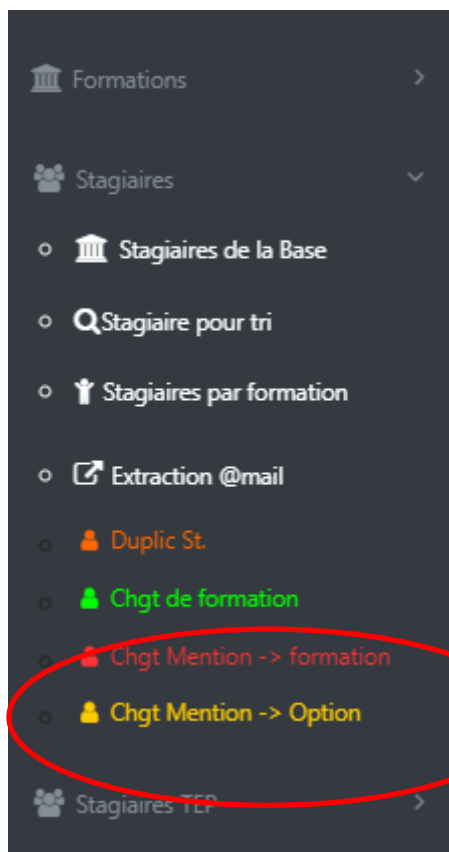 Formations
Stagiaires
Stagiaires de la Base
Stagiaire pour tri
Stagiaires par formation
Extraction @mail
Duplic St.
Chgt de formation
Chgt Mention -> formation
Chgt Mention -> Option
Stagiaires TEP